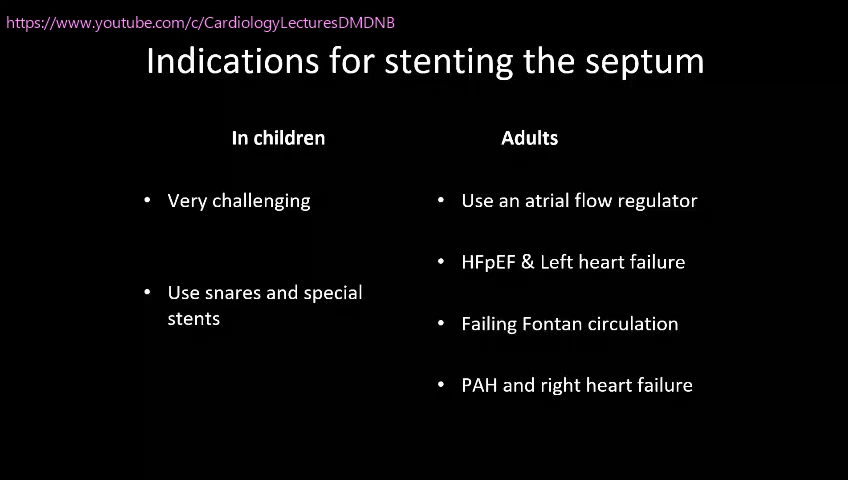 https://www.youtube.com/c/CardiologyLecturesDMDNB
Indications for stenting the septum
In children
• Very challenging
• Use snares and special
stents
Adults
• Use an atrial flow regulator
• HFpEF & Left heart failure
• Failing Fontan circulation
• PAH and right heart failure